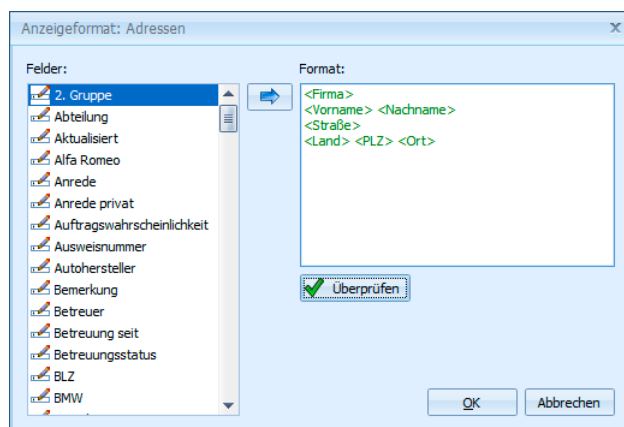 Anzeigeformat: Adressen
Felder:
2. Gruppe
Abteilung
Aktualisiert
Alfa Romeo
Anrede
Anrede privat
Auftragswahrscheinlichkeit
Ausweisnummer
Autohersteller
Bemerkung
Betreuer
Betreuung seit
Betreuungsstatus
BLZ
BMW
Format:
<Firma>
<Vorname> <Nachname>
<Straße>
<Land> <PLZ> <Ort>
Überprüfen
OK
Abbrechen